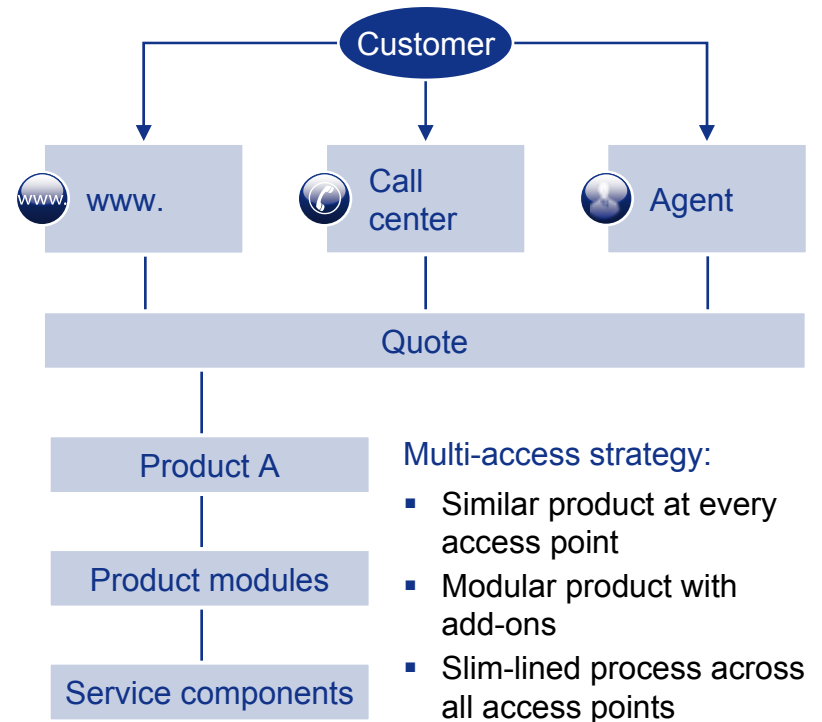 Customer
www.
www.
Call
center
Agent
Quote
Product A
Product modules
Service components
Multi-access strategy:
▪ Similar product at every
access point
▪ Modular product with
add-ons
▪ Slim-lined process across
all access points